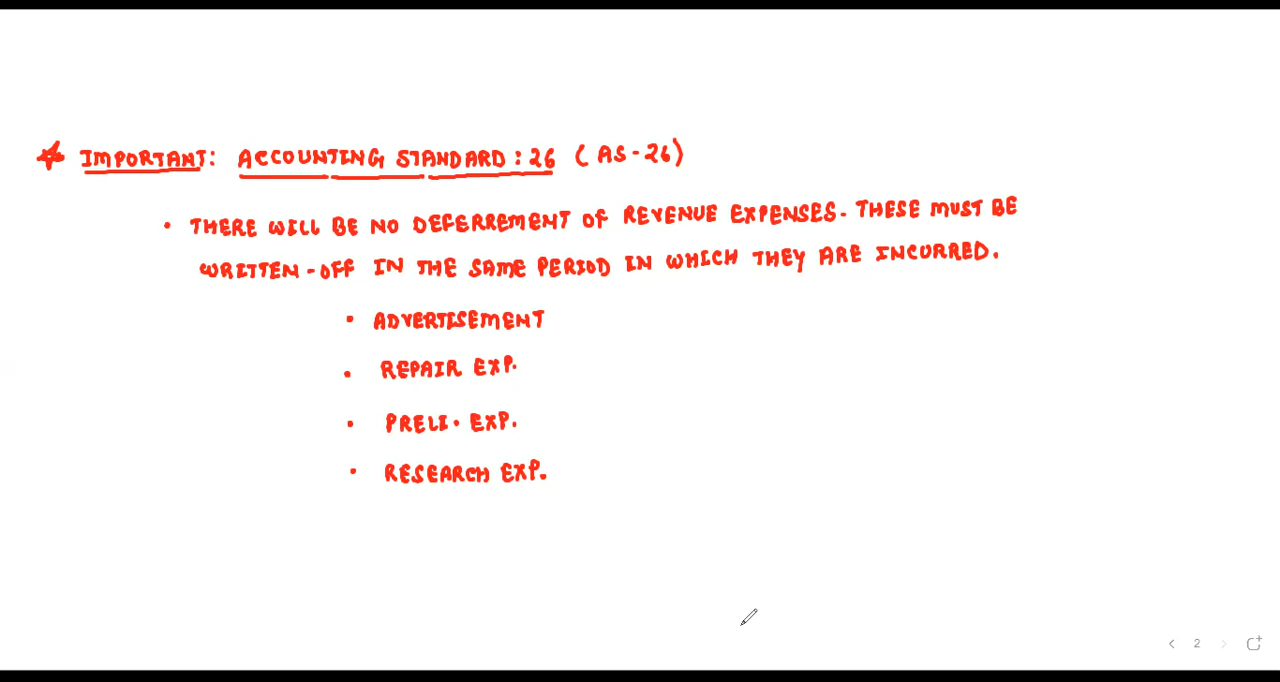 IMPORTANT: ACCOUNTING STANDARD: 26 (AS-26)
• THERE WILL BE NO DEFERREMENT OF REVENUE EXPENSES. THESE MUST BE
WRITTEN-OFF IN THE SAME PERIOD IN WHICH THEY ARE INCORRED.
• ADVERTISEMENT
• REPAIR EXP.
• PRELI. EXP.
• RESEARCH EXP.
2